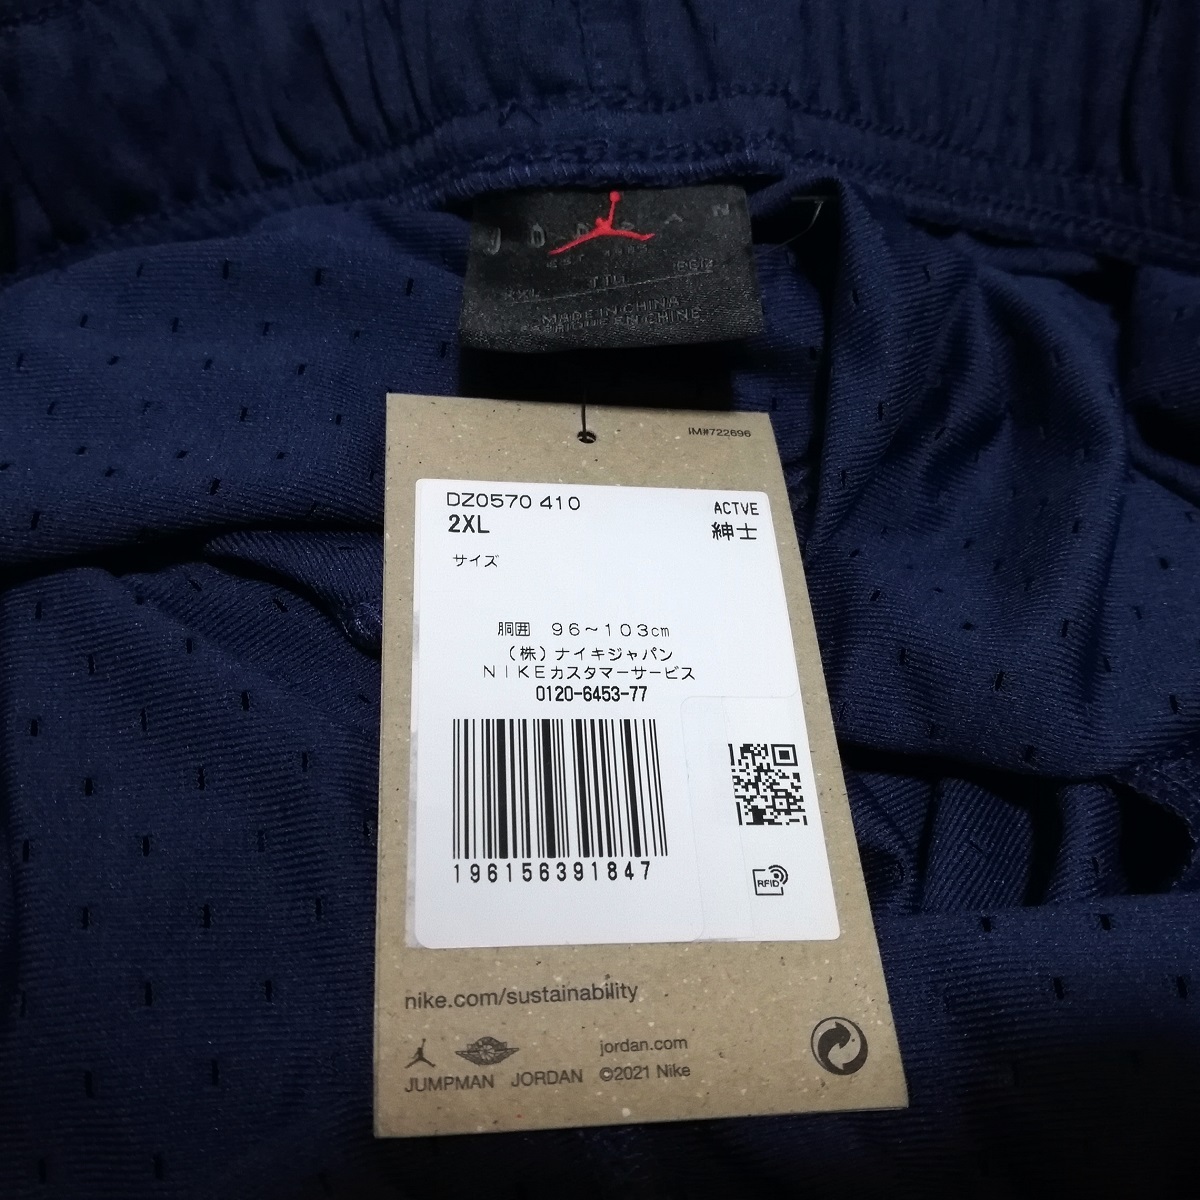 JORDAN
XXL TTG
MADE IN CHINA
FABRIQUE EN CHINE
IM#722696
DZ0570 410
2XL
ACTVE
紳士
サイズ
胴囲 96～103cm
(株)ナイキジャパン
NIKEカスタマーサービス
0120-6453-77
196156391847
RFID
nike.com/sustainability
jordan.com
JUMPMAN JORDAN ©2021 Nike